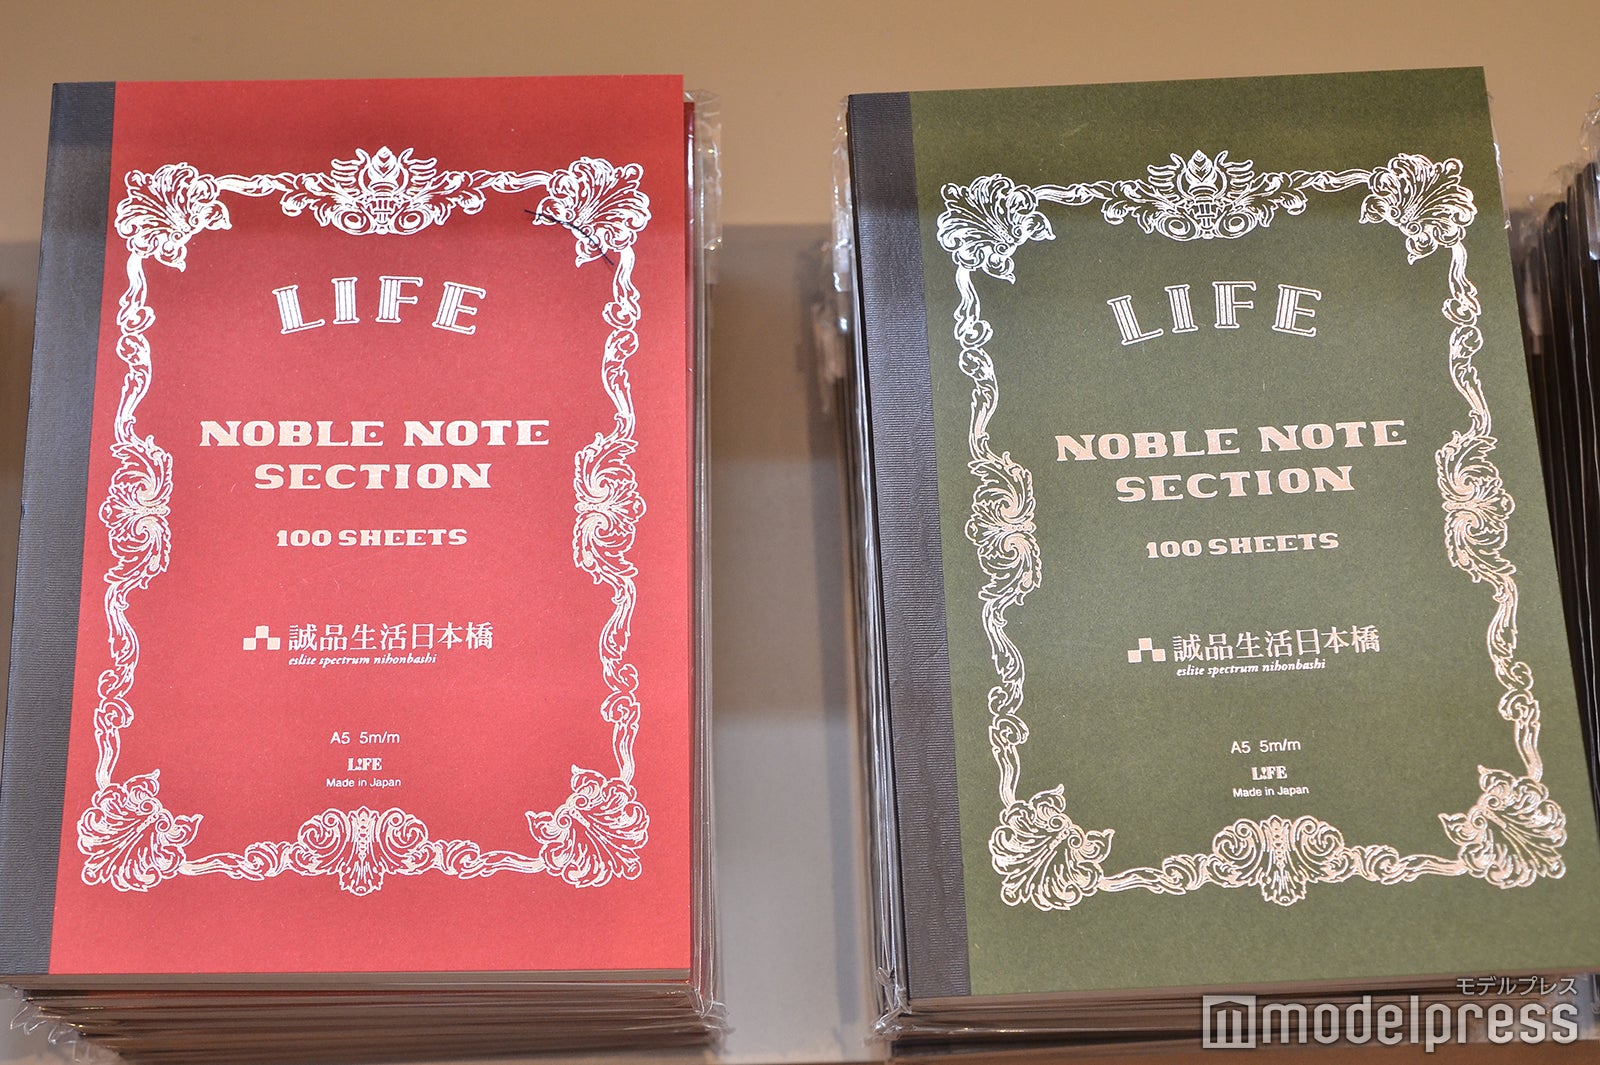 LIFE
NOBLE NOTE
SECTION
100 SHEETS
誠品生活日本橋
eslite spectrum nihonbashi
A5 5m/m
L!FE
Made in Japan
LIFE
NOBLE NOTE
SECTION
100 SHEETS
誠品生活日本橋
eslite spectrum nihonbashi
A5 5m/m
L!FE
Made in Japan
モデルプレス
modelpress